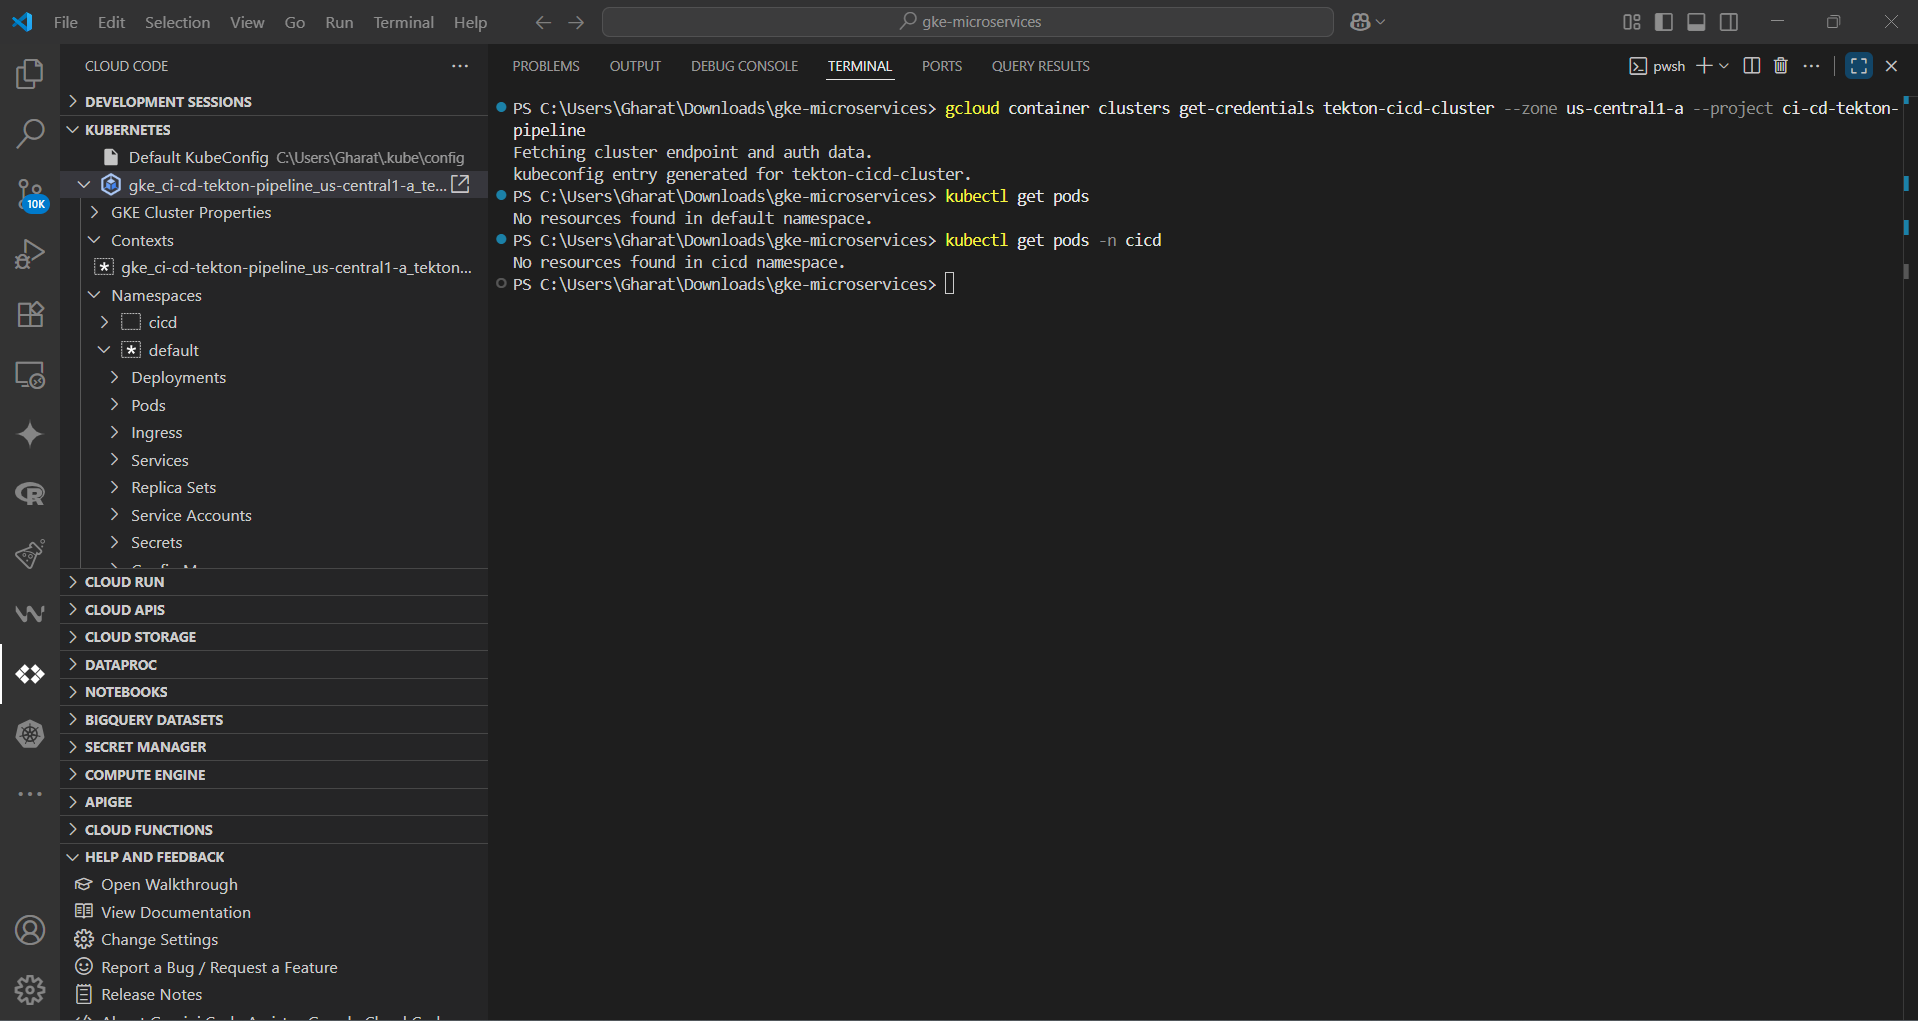 File Edit Selection View Go Run Terminal Help
gke-microservices
CLOUD CODE
DEVELOPMENT SESSIONS
KUBERNETES
Default KubeConfig C:\Users\Gharat\.kube\config
gke_ci-cd-tekton-pipeline_us-central1-a_te...
GKE Cluster Properties
Contexts
gke_ci-cd-tekton-pipeline_us-central1-a_tekton...
Namespaces
cicd
default
Deployments
Pods
Ingress
Services
Replica Sets
Service Accounts
Secrets
10K
CLOUD RUN
CLOUD APIS
CLOUD STORAGE
DATAPROC
NOTEBOOKS
BIGQUERY DATASETS
SECRET MANAGER
COMPUTE ENGINE
APIGEE
CLOUD FUNCTIONS
HELP AND FEEDBACK
Open Walkthrough
View Documentation
Change Settings
Report a Bug / Request a Feature
Release Notes
PROBLEMS OUTPUT DEBUG CONSOLE TERMINAL PORTS QUERY RESULTS
pwsh
PS C:\Users\Gharat\Downloads\gke-microservices> gcloud container clusters get-credentials tekton-cicd-cluster --zone us-central1-a --project ci-cd-tekton-
pipeline
Fetching cluster endpoint and auth data.
kubeconfig entry generated for tekton-cicd-cluster.
PS C:\Users\Gharat\Downloads\gke-microservices> kubectl get pods
No resources found in default namespace.
PS C:\Users\Gharat\Downloads\gke-microservices> kubectl get pods -n cicd
No resources found in cicd namespace.
PS C:\Users\Gharat\Downloads\gke-microservices>